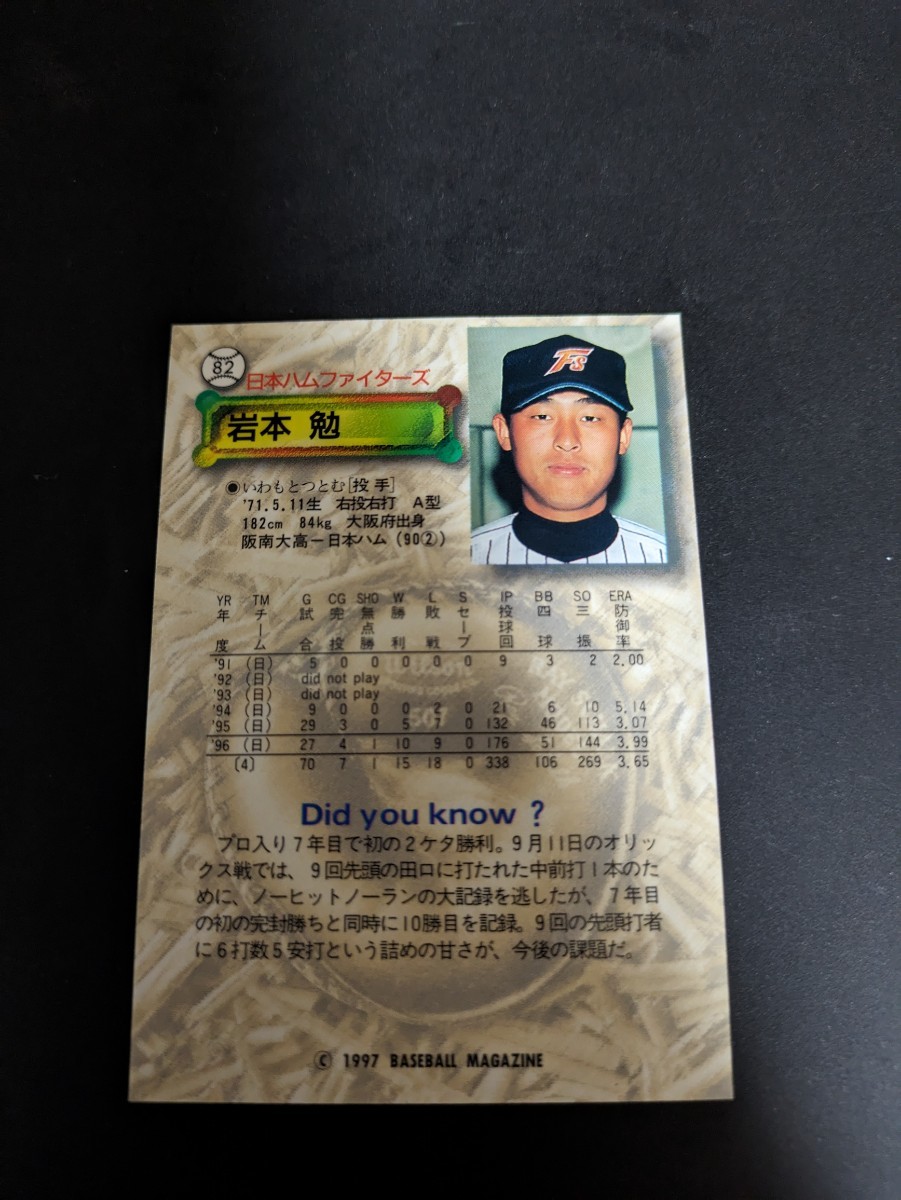 82
日本ハムファイターズ
岩本 勉
Fs
◉いわもとつとむ[投手]
'71.5.11生 右投右打 A型
182cm 84kg 大阪府出身
阪南大高－日本ハム(90②)
YR TM G CG SHO W L S IP BB SO ERA
年度 チーム 試合 完投 無点勝 勝利 敗戦 セーブ 投球回 四球 三振 防御率
'91 (日) 5 0 0 0 0 0 9 3 2 2.00
'92 (日) did not play
'93 (日) did not play
'94 (日) 9 0 0 0 2 0 21 6 10 5.14
'95 (日) 29 3 0 5 7 0 132 46 113 3.07
'96 (日) 27 4 1 10 9 0 176 51 144 3.99
(4) 70 7 1 15 18 0 338 106 269 3.65
Did you know ?
プロ入り7年目で初の2ケタ勝利。9月11日のオリッ
クス戦では、9回先頭の田口に打たれた中前打1本のた
めに、ノーヒットノーランの大記録を逃したが、7年目
の初の完封勝ちと同時に10勝目を記録。9回の先頭打者
に6打数5安打という詰めの甘さが、今後の課題だ。
© 1997 BASEBALL MAGAZINE